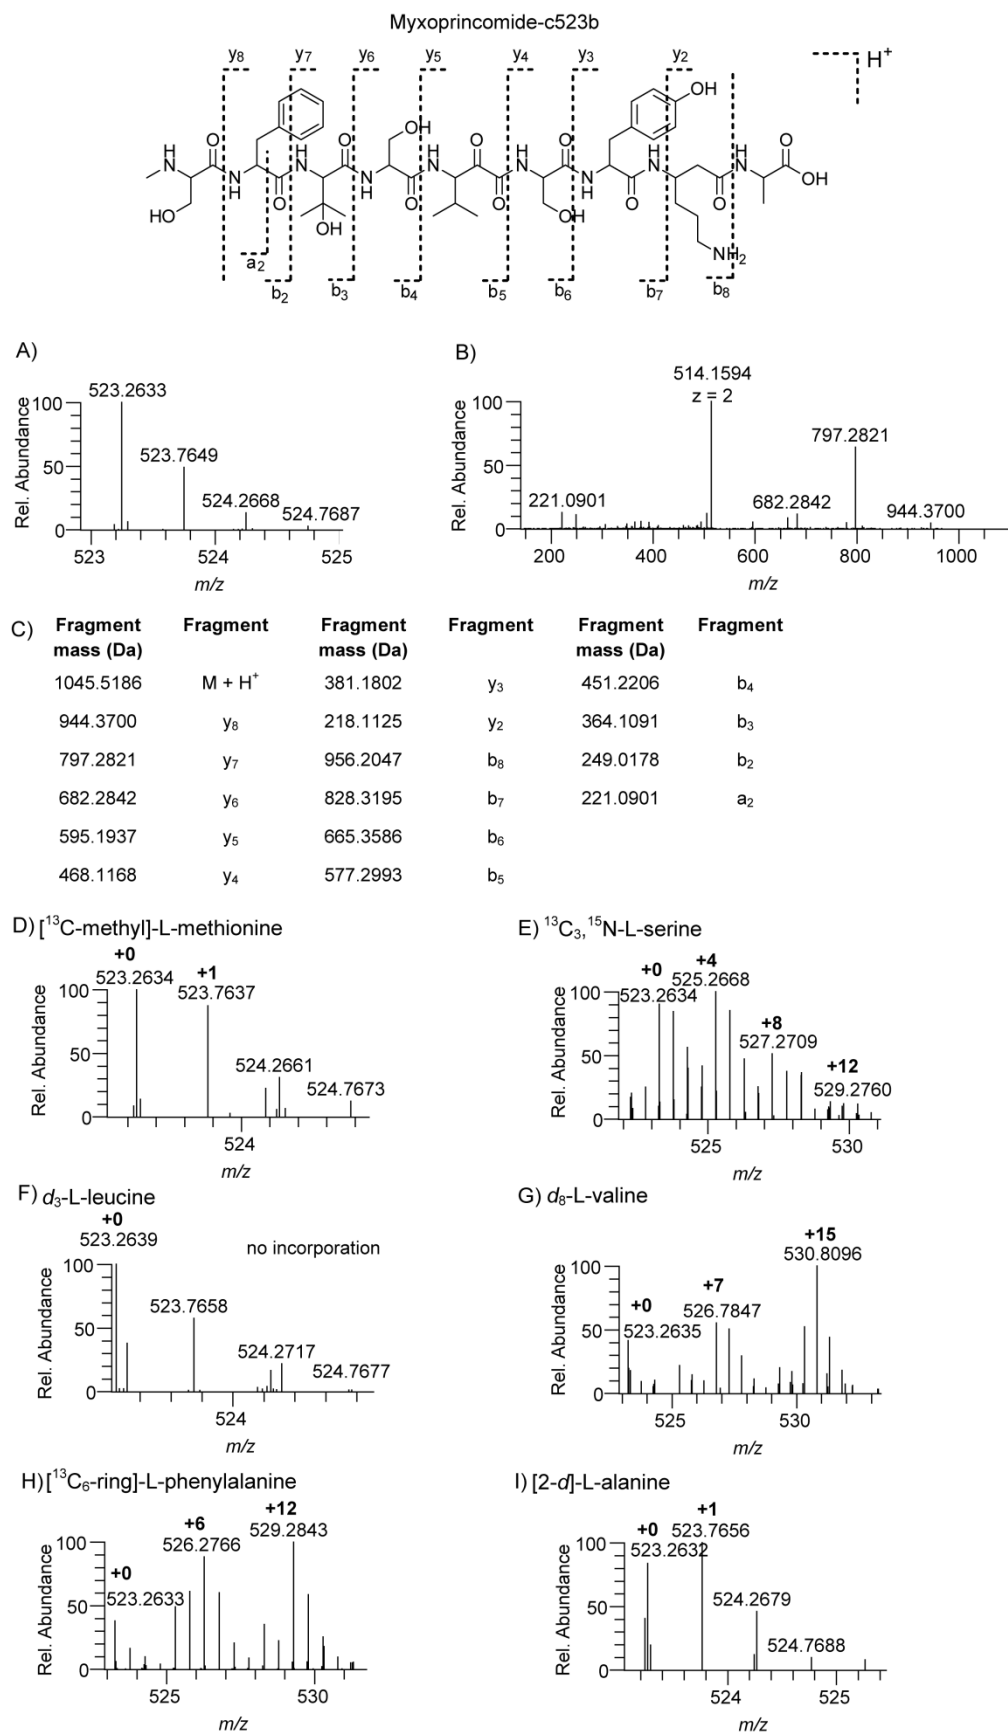 Myxoprincomide-c523b
y8 y7 y6 y5 y4 y3 y2 H+
OH
OH
H N O N H O H N O N H O H N O O N H O H N O N H O H N O N H O H N O OH
HO OH OH NH2
a2 b2 b3 b4 b5 b6 b7 b8
A)
523.2633
523.7649
524.2668
524.7687
Rel. Abundance
100
50
0
523 524 525
m/z
B)
514.1594
z = 2
797.2821
221.0901
682.2842
944.3700
Rel. Abundance
100
50
0
200 400 600 800 1000
m/z
C) Fragment mass (Da) Fragment Fragment mass (Da) Fragment Fragment mass (Da) Fragment
1045.5186 M + H+ 381.1802 y3 451.2206 b4
944.3700 y8 218.1125 y2 364.1091 b3
797.2821 y7 956.2047 b8 249.0178 b2
682.2842 y6 828.3195 b7 221.0901 a2
595.1937 y5 665.3586 b6
468.1168 y4 577.2993 b5
D) [13C-methyl]-L-methionine
+0
523.2634
+1
523.7637
524.2661
524.7673
Rel. Abundance
100
50
0
524
m/z
E) 13C3,15N-L-serine
+0
523.2634
+4
525.2668
+8
527.2709
+12
529.2760
Rel. Abundance
100
50
0
525 530
m/z
F) d3-L-leucine
+0
523.2639
no incorporation
523.7658
524.2717
524.7677
Rel. Abundance
100
50
0
524
m/z
G) d8-L-valine
+15
530.8096
+7
526.7847
+0
523.2635
Rel. Abundance
100
50
0
525 530
m/z
H) [13C6-ring]-L-phenylalanine
+12
529.2843
+6
526.2766
+0
523.2633
Rel. Abundance
100
50
0
525 530
m/z
I) [2-d]-L-alanine
+1
523.7656
+0
523.2632
524.2679
524.7688
Rel. Abundance
100
50
0
524 525
m/z